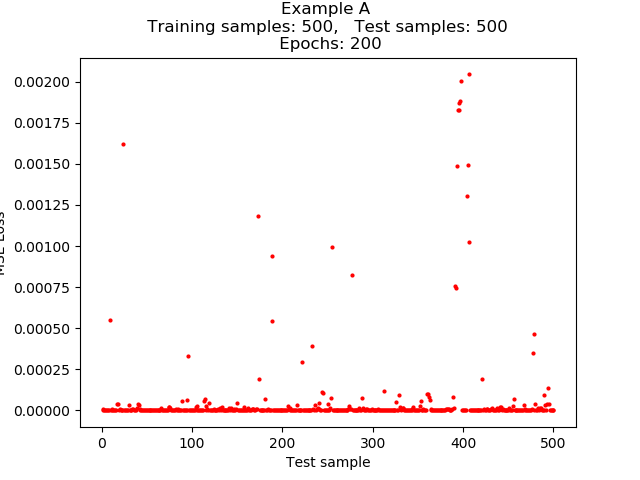 Example A
Training samples: 500,   Test samples: 500
Epochs: 200
0.00200
0.00175
0.00150
0.00125
0.00100
0.00075
0.00050
0.00025
0.00000
MSE Loss
0 100 200 300 400 500
Test sample